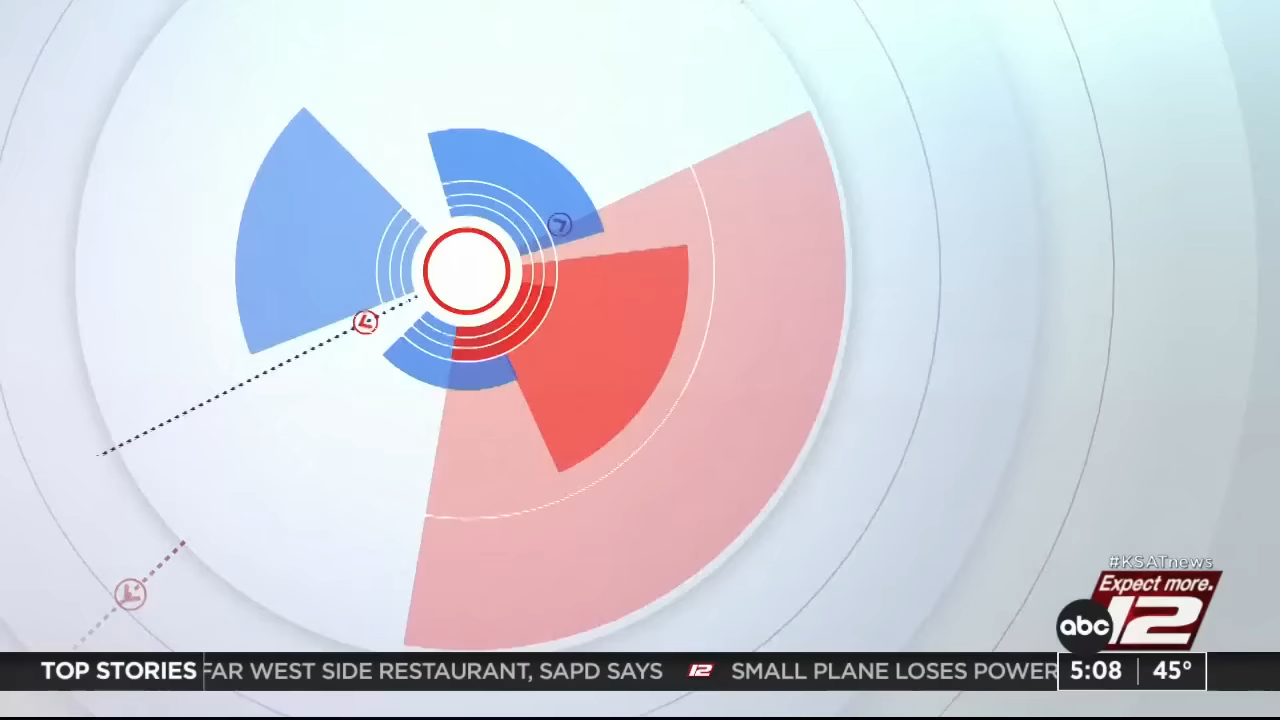 #KSATnews
Expect more.
abc 12
TOP STORIES FAR WEST SIDE RESTAURANT, SAPD SAYS 12 SMALL PLANE LOSES POWER 5:08 45°